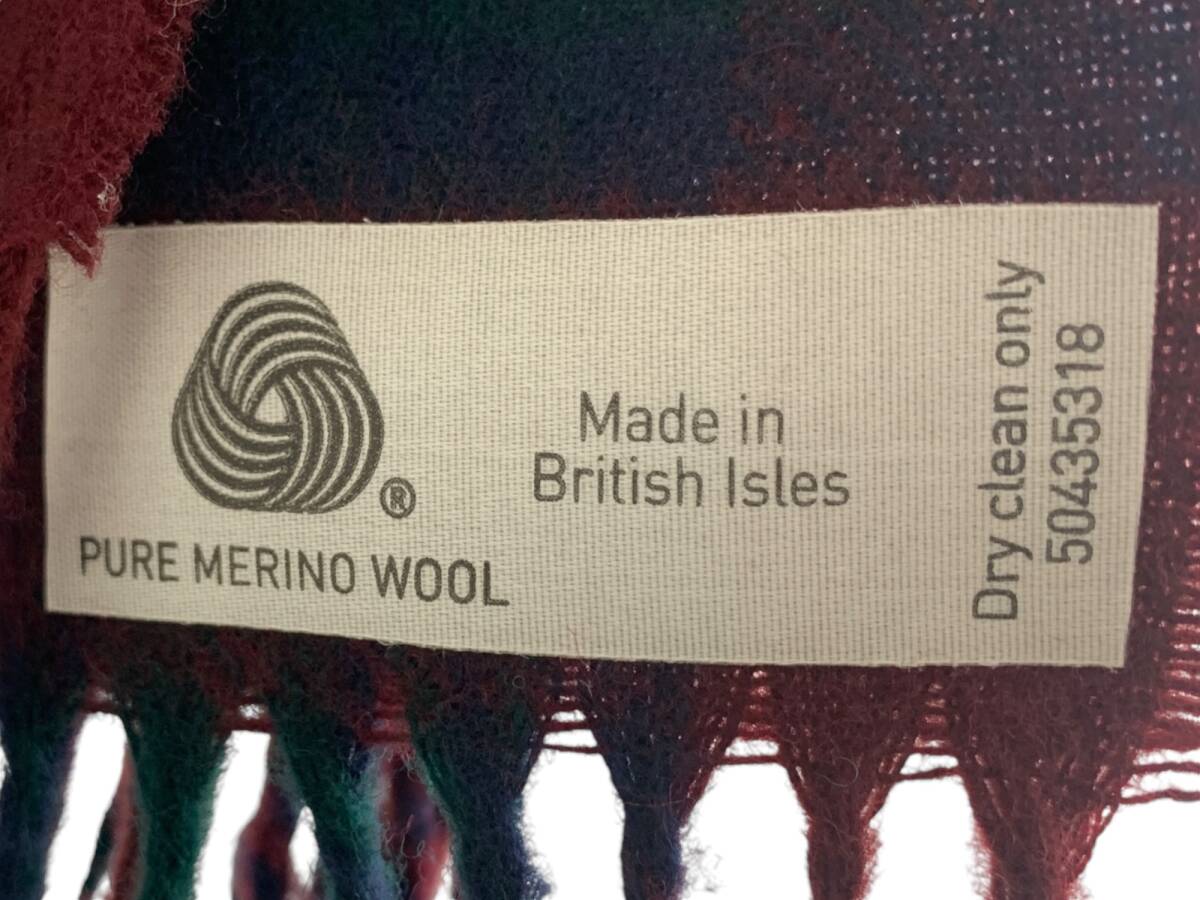 ®
PURE MERINO WOOL
Made in
British Isles
Dry clean only
50435318